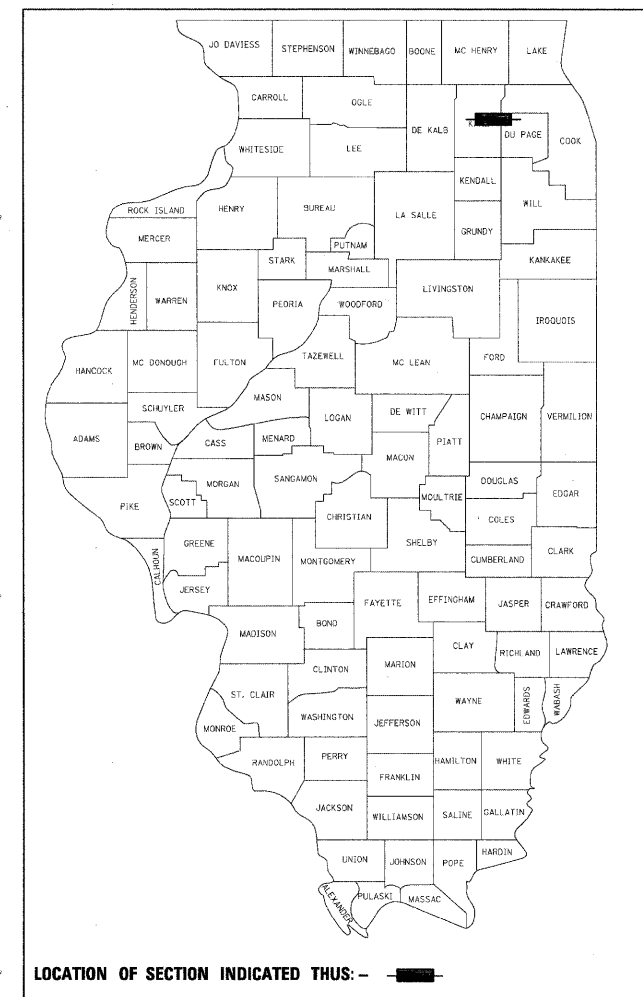 JO DAVIESS STEPHENSON WINNEBAGO BOONE MC HENRY LAKE
CARROLL OGLE DE KALB DU PAGE COOK
WHITESIDE LEE
KENDALL
ROCK ISLAND HENRY BUREAU LA SALLE WILL
MERCER PUTNAM GRUNDY
STARK MARSHALL KANKAKEE
HENDERSON WARREN KNOX PEORIA WOODFORD LIVINGSTON
IROQUOIS
HANCOCK MC DONOUGH FULTON TAZEWELL MC LEAN FORD
MASON
SCHUYLER LOGAN DE WITT CHAMPAIGN VERMILION
ADAMS BROWN CASS MENARD MACON PIATT
MORGAN SANGAMON DOUGLAS
PIKE SCOTT CHRISTIAN MOULTRIE COLES EDGAR
GREENE MACOUPIN MONTGOMERY SHELBY CUMBERLAND CLARK
CALHOUN JERSEY FAYETTE EFFINGHAM JASPER CRAWFORD
MADISON BOND
CLAY RICHLAND LAWRENCE
CLINTON MARION
ST. CLAIR WAYNE EDWARDS WABASH
WASHINGTON JEFFERSON
MONROE
RANDOLPH PERRY HAMILTON WHITE
FRANKLIN
JACKSON WILLIAMSON SALINE GALLATIN
UNION JOHNSON POPE HARDIN
ALEXANDER PULASKI MASSAC
LOCATION OF SECTION INDICATED THUS: -